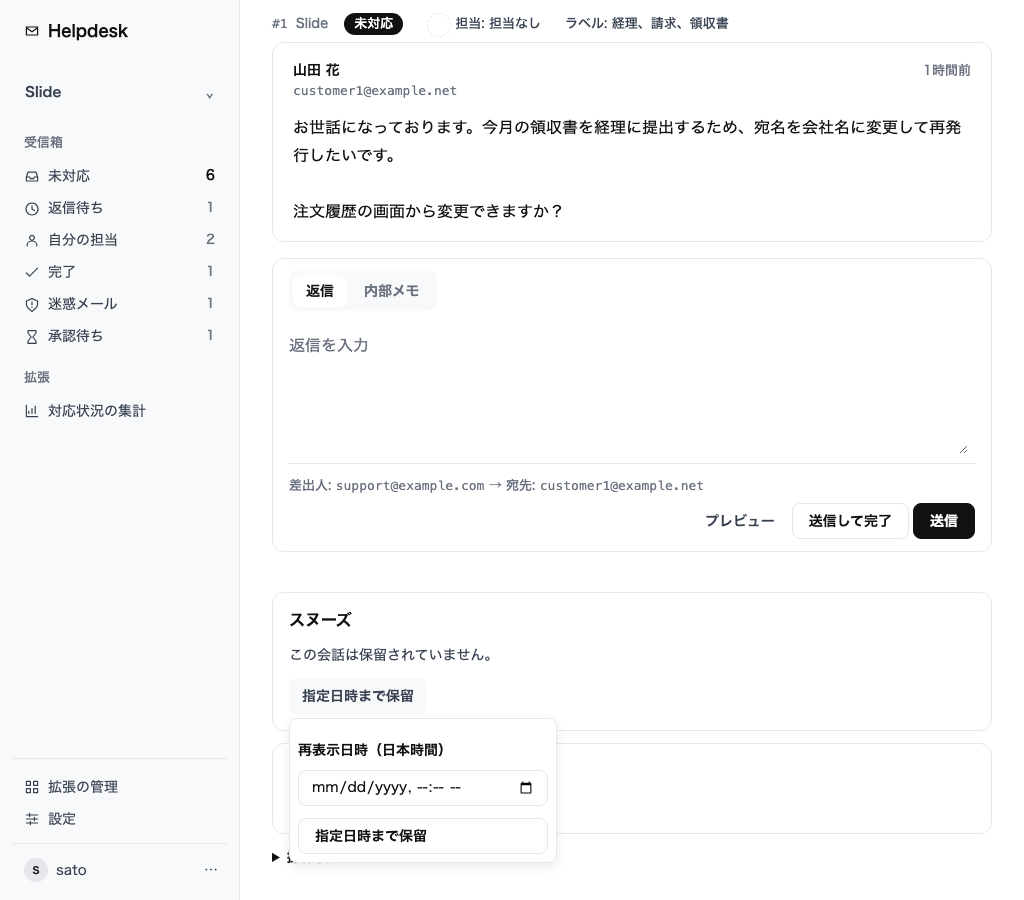 Helpdesk
Slide
受信箱
未対応 6
返信待ち 1
自分の担当 2
完了 1
迷惑メール 1
承認待ち 1
拡張
対応状況の集計
拡張の管理
設定
S sato ...
#1 Slide 未対応 担当: 担当なし ラベル: 経理、請求、領収書
山田 花 1時間前
customer1@example.net
お世話になっております。今月の領収書を経理に提出するため、宛名を会社名に変更して再発
行したいです。
注文履歴の画面から変更できますか？
返信 内部メモ
返信を入力
差出人: support@example.com → 宛先: customer1@example.net
プレビュー 送信して完了 送信
スヌーズ
この会話は保留されていません。
指定日時まで保留
再表示日時（日本時間）
mm/dd/yyyy, --:-- --
指定日時まで保留